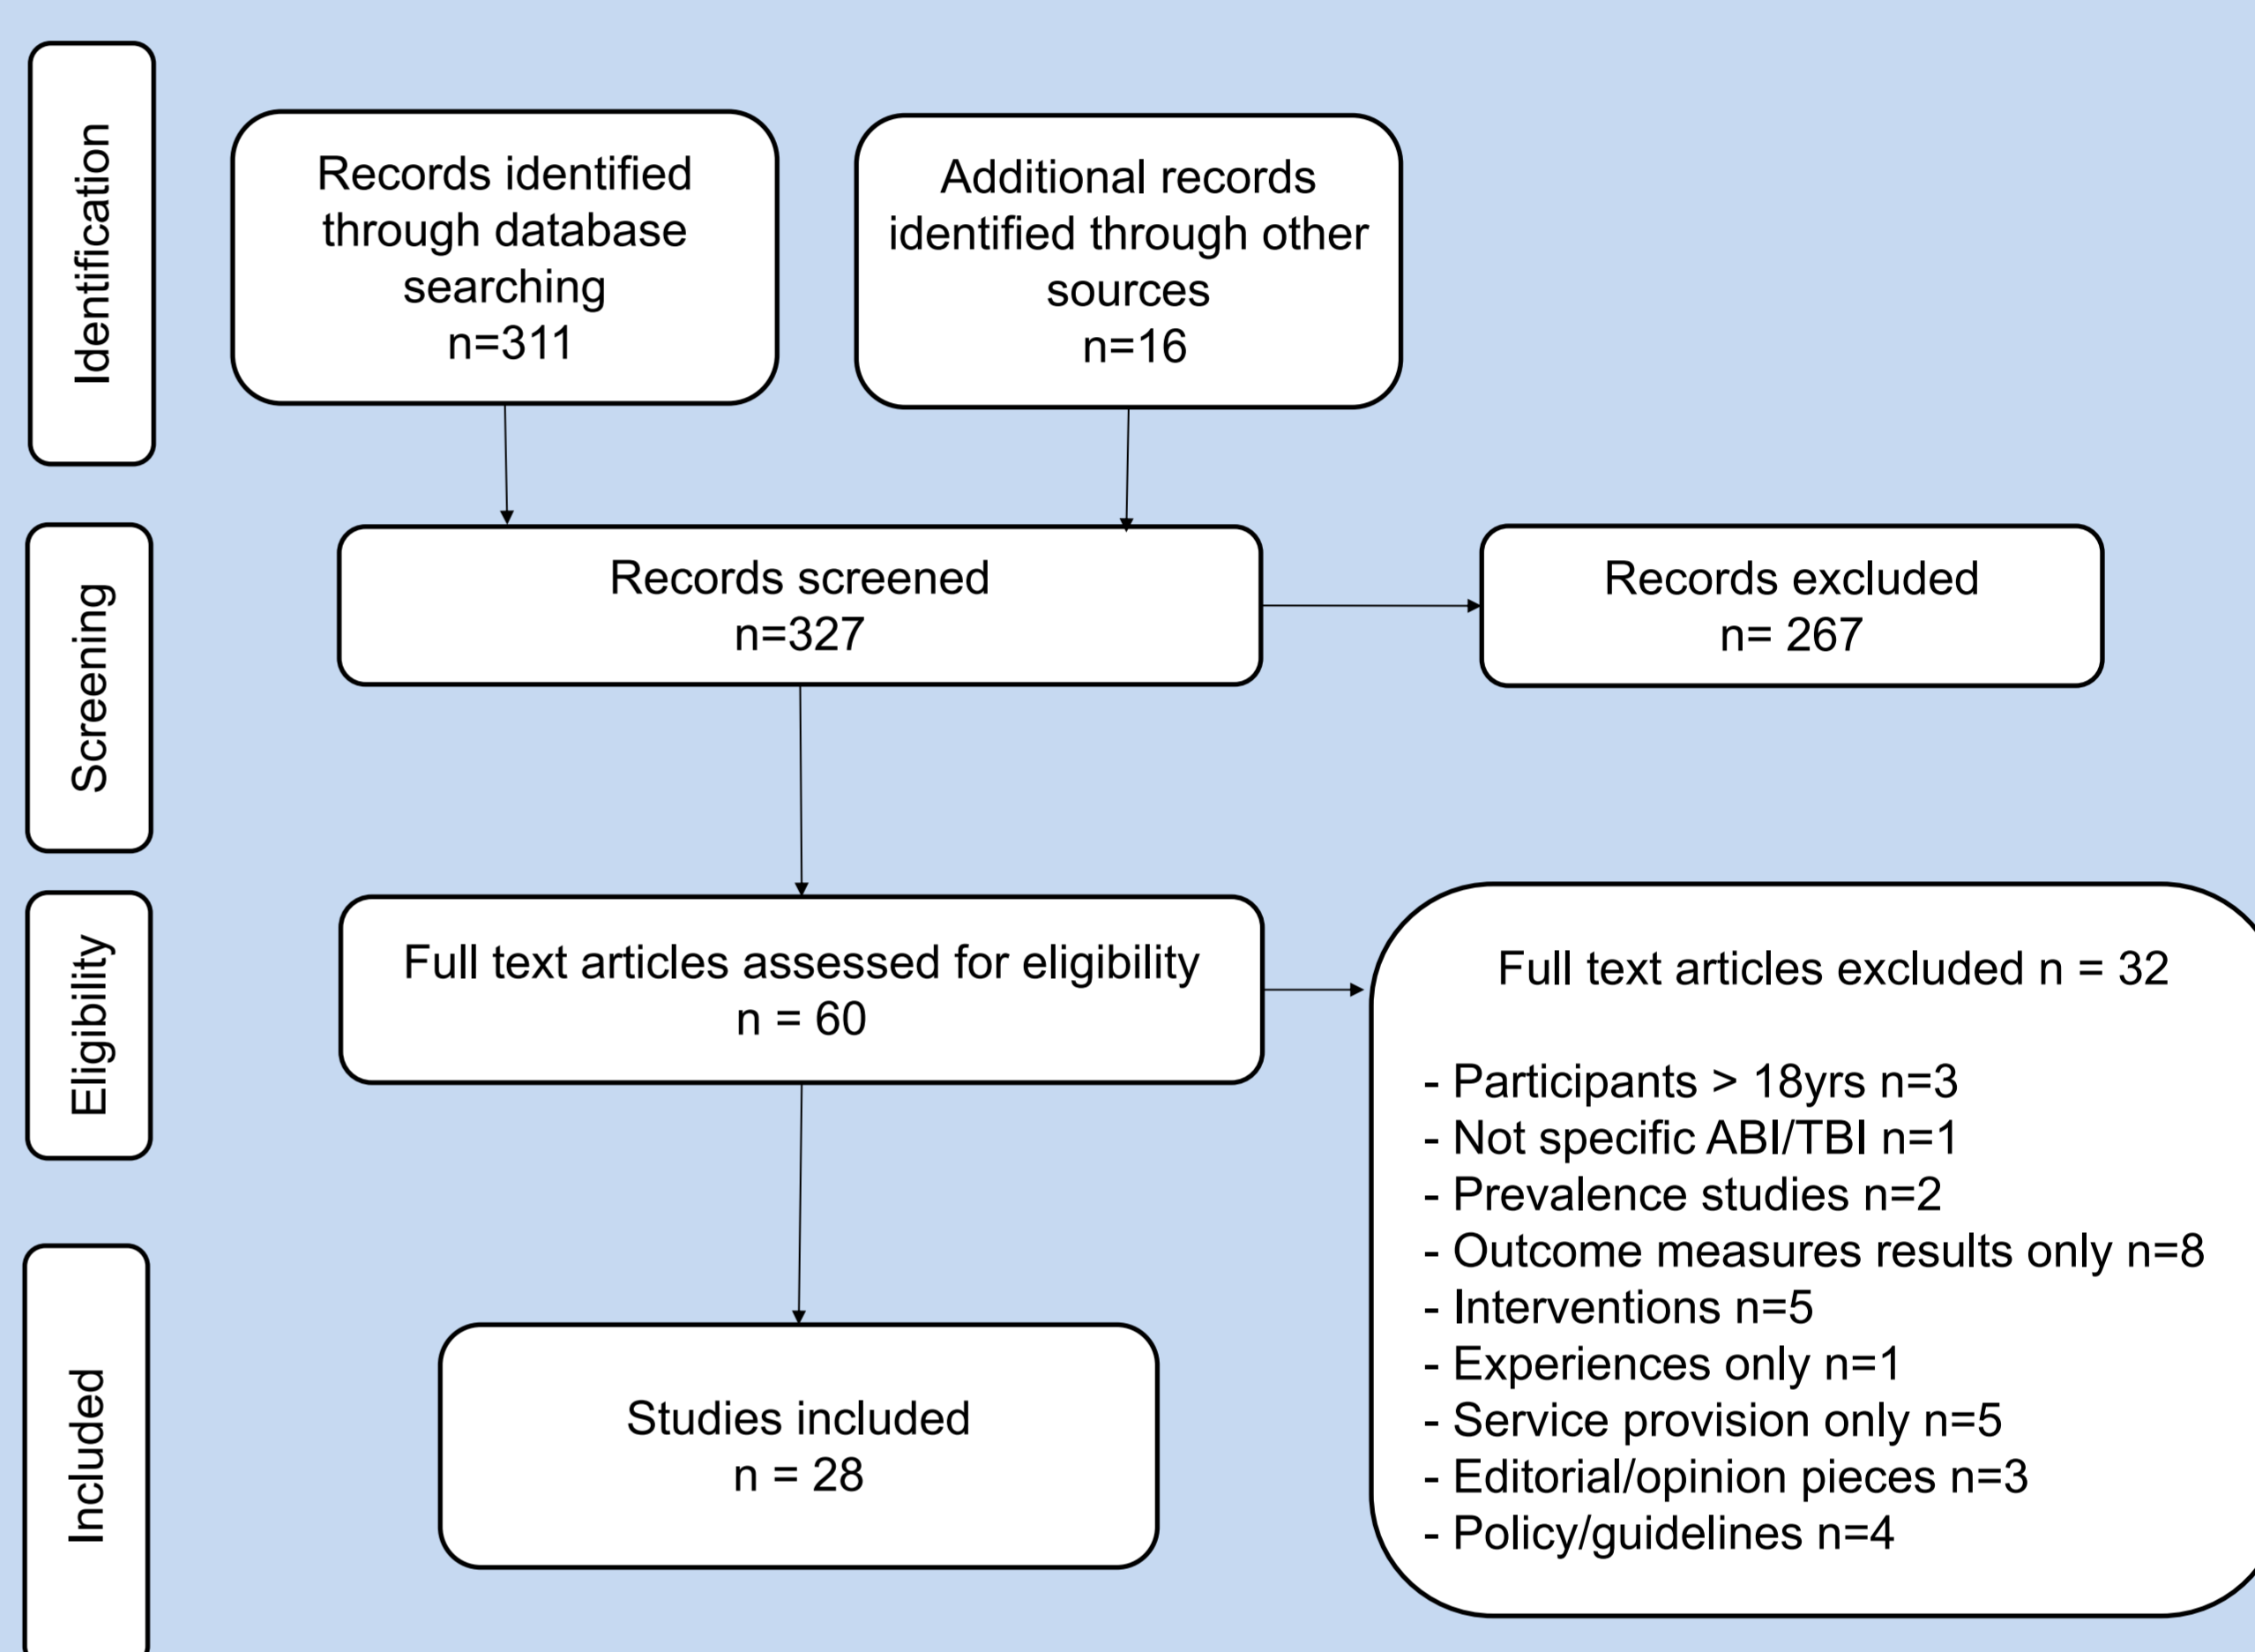 Identification
Records identified
through database
searching
n=311
Additional records
identified through other
sources
n=16
Screening
Records screened
n=327
Records excluded
n= 267
Eligibility
Full text articles assessed for eligibility
n = 60
Full text articles excluded n = 32
- Participants > 18yrs n=3
- Not specific ABI/TBI n=1
- Prevalence studies n=2
- Outcome measures results only n=8
- Interventions n=5
- Experiences only n=1
- Service provision only n=5
- Editorial/opinion pieces n=3
- Policy/guidelines n=4
Included
Studies included
n = 28